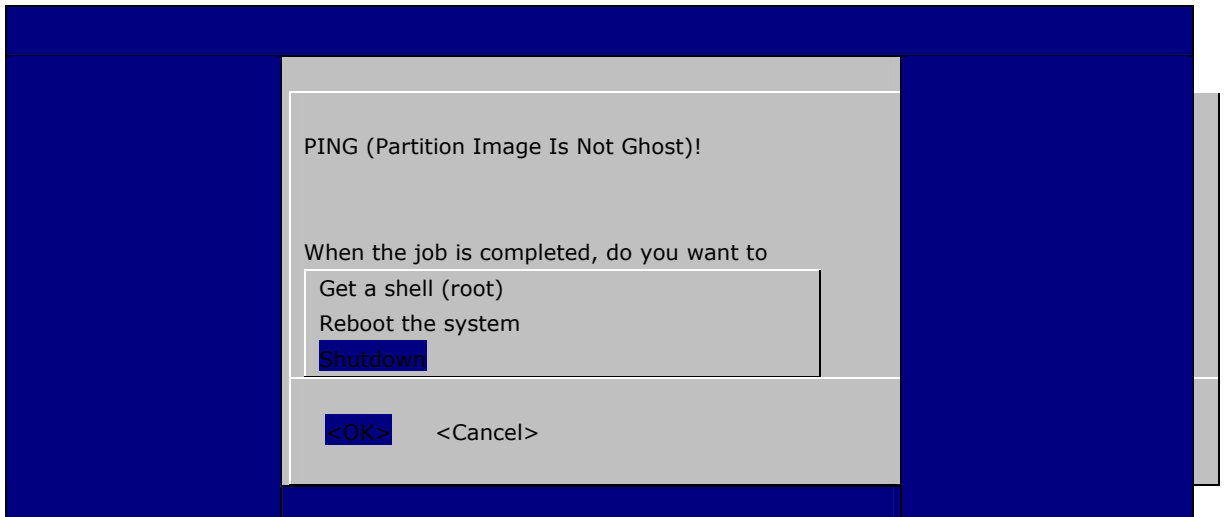 PING (Partition Image Is Not Ghost)!
When the job is completed, do you want to
Get a shell (root)
Reboot the system
Shutdown
<OK> <Cancel>